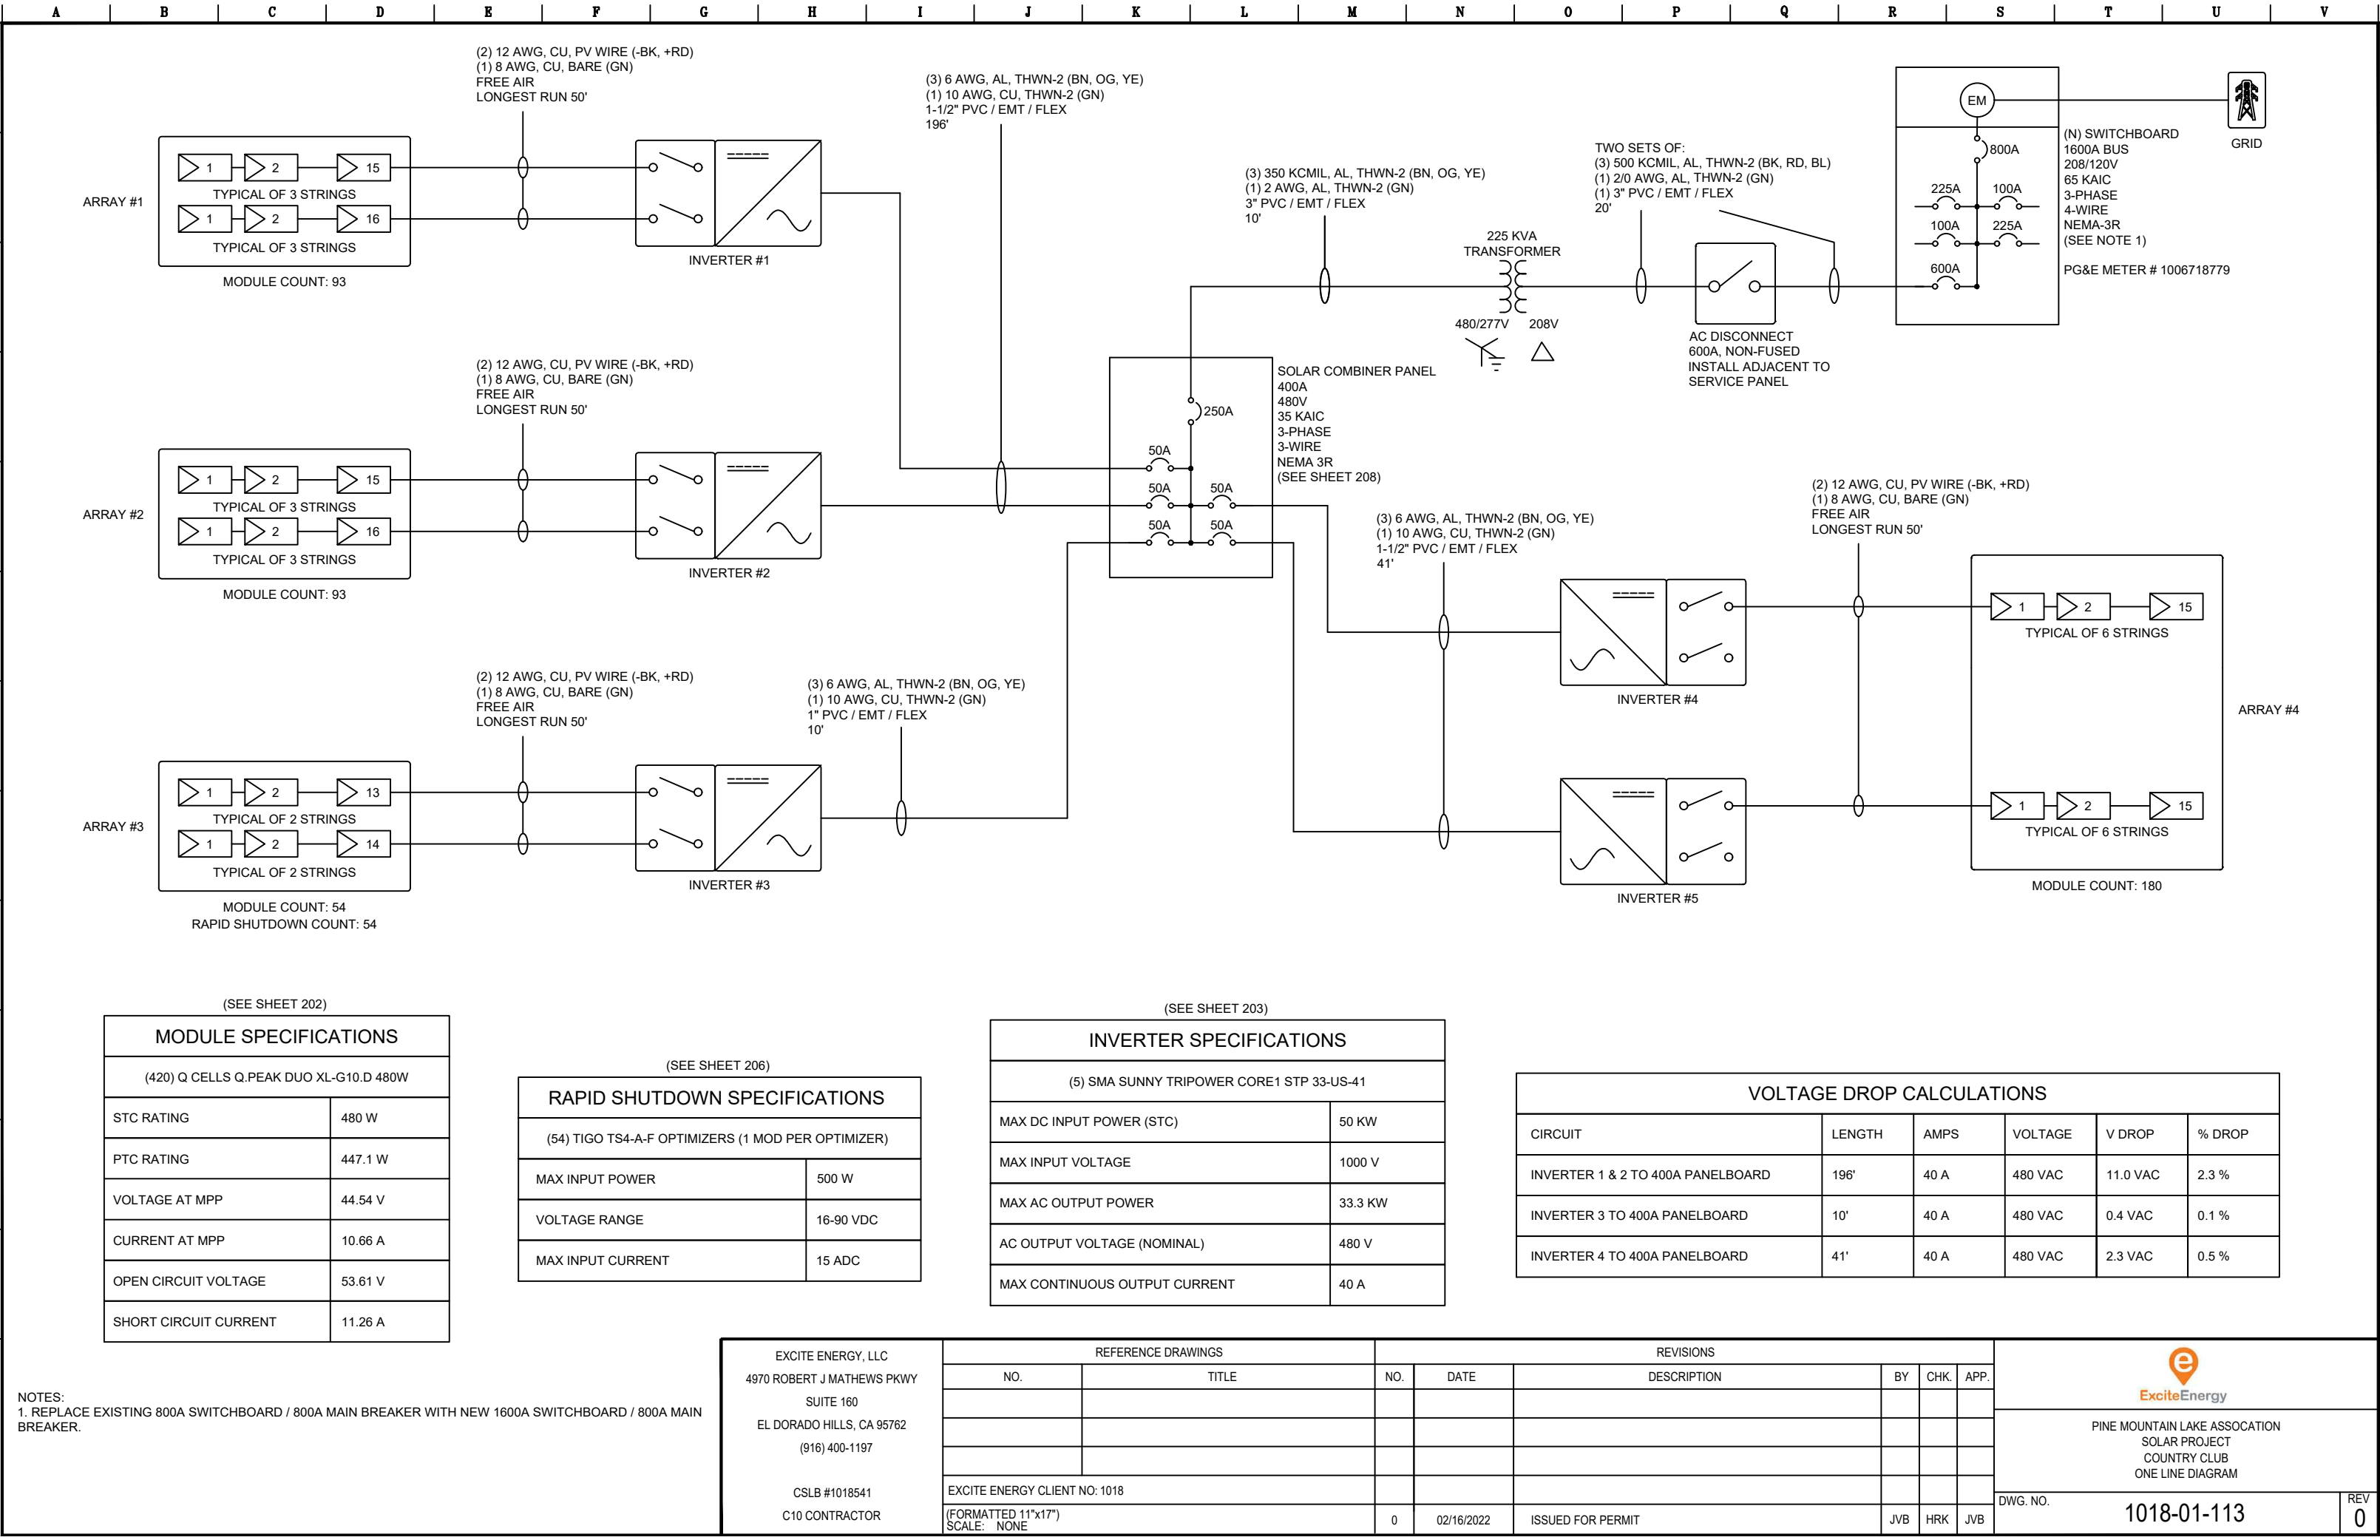 A B C D E F G H I J K L M N O P Q R S T U V
(2) 12 AWG, CU, PV WIRE (-BK, +RD)
(1) 8 AWG, CU, BARE (GN)
FREE AIR
LONGEST RUN 50'
ARRAY #1
1 2 15
TYPICAL OF 3 STRINGS
1 2 16
TYPICAL OF 3 STRINGS
MODULE COUNT: 93
INVERTER #1
(3) 6 AWG, AL, THWN-2 (BN, OG, YE)
(1) 10 AWG, CU, THWN-2 (GN)
1-1/2" PVC / EMT / FLEX
196'
(3) 350 KCMIL, AL, THWN-2 (BN, OG, YE)
(1) 2 AWG, AL, THWN-2 (GN)
3" PVC / EMT / FLEX
10'
225 KVA
TRANSFORMER
480/277V 208V
TWO SETS OF:
(3) 500 KCMIL, AL, THWN-2 (BK, RD, BL)
(1) 2/0 AWG, AL, THWN-2 (GN)
(1) 3" PVC / EMT / FLEX
20'
AC DISCONNECT
600A, NON-FUSED
INSTALL ADJACENT TO
SERVICE PANEL
EM
800A
225A 100A
100A 225A
600A
(N) SWITCHBOARD
1600A BUS
208/120V
65 KAIC
3-PHASE
4-WIRE
NEMA-3R
(SEE NOTE 1)
PG&E METER # 1006718779
GRID
(2) 12 AWG, CU, PV WIRE (-BK, +RD)
(1) 8 AWG, CU, BARE (GN)
FREE AIR
LONGEST RUN 50'
ARRAY #2
1 2 15
TYPICAL OF 3 STRINGS
1 2 16
TYPICAL OF 3 STRINGS
MODULE COUNT: 93
INVERTER #2
250A
50A
50A 50A
50A 50A
SOLAR COMBINER PANEL
400A
480V
35 KAIC
3-PHASE
3-WIRE
NEMA 3R
(SEE SHEET 208)
(3) 6 AWG, AL, THWN-2 (BN, OG, YE)
(1) 10 AWG, CU, THWN-2 (GN)
1-1/2" PVC / EMT / FLEX
41'
(2) 12 AWG, CU, PV WIRE (-BK, +RD)
(1) 8 AWG, CU, BARE (GN)
FREE AIR
LONGEST RUN 50'
INVERTER #4
1 2 15
TYPICAL OF 6 STRINGS
ARRAY #4
INVERTER #5
1 2 15
TYPICAL OF 6 STRINGS
MODULE COUNT: 180
(2) 12 AWG, CU, PV WIRE (-BK, +RD)
(1) 8 AWG, CU, BARE (GN)
FREE AIR
LONGEST RUN 50'
(3) 6 AWG, AL, THWN-2 (BN, OG, YE)
(1) 10 AWG, CU, THWN-2 (GN)
1" PVC / EMT / FLEX
10'
ARRAY #3
1 2 13
TYPICAL OF 2 STRINGS
1 2 14
TYPICAL OF 2 STRINGS
MODULE COUNT: 54
RAPID SHUTDOWN COUNT: 54
INVERTER #3
(SEE SHEET 202)
MODULE SPECIFICATIONS
(420) Q CELLS Q.PEAK DUO XL-G10.D 480W
STC RATING 480 W
PTC RATING 447.1 W
VOLTAGE AT MPP 44.54 V
CURRENT AT MPP 10.66 A
OPEN CIRCUIT VOLTAGE 53.61 V
SHORT CIRCUIT CURRENT 11.26 A
(SEE SHEET 206)
RAPID SHUTDOWN SPECIFICATIONS
(54) TIGO TS4-A-F OPTIMIZERS (1 MOD PER OPTIMIZER)
MAX INPUT POWER 500 W
VOLTAGE RANGE 16-90 VDC
MAX INPUT CURRENT 15 ADC
(SEE SHEET 203)
INVERTER SPECIFICATIONS
(5) SMA SUNNY TRIPOWER CORE1 STP 33-US-41
MAX DC INPUT POWER (STC) 50 KW
MAX INPUT VOLTAGE 1000 V
MAX AC OUTPUT POWER 33.3 KW
AC OUTPUT VOLTAGE (NOMINAL) 480 V
MAX CONTINUOUS OUTPUT CURRENT 40 A
VOLTAGE DROP CALCULATIONS
CIRCUIT LENGTH AMPS VOLTAGE V DROP % DROP
INVERTER 1 & 2 TO 400A PANELBOARD 196' 40 A 480 VAC 11.0 VAC 2.3 %
INVERTER 3 TO 400A PANELBOARD 10' 40 A 480 VAC 0.4 VAC 0.1 %
INVERTER 4 TO 400A PANELBOARD 41' 40 A 480 VAC 2.3 VAC 0.5 %
NOTES:
1. REPLACE EXISTING 800A SWITCHBOARD / 800A MAIN BREAKER WITH NEW 1600A SWITCHBOARD / 800A MAIN
BREAKER.
EXCITE ENERGY, LLC
4970 ROBERT J MATHEWS PKWY
SUITE 160
EL DORADO HILLS, CA 95762
(916) 400-1197
CSLB #1018541
C10 CONTRACTOR
REFERENCE DRAWINGS
NO. TITLE
EXCITE ENERGY CLIENT NO: 1018
(FORMATTED 11"x17")
SCALE: NONE
REVISIONS
NO. DATE DESCRIPTION BY CHK. APP.
0 02/16/2022 ISSUED FOR PERMIT JVB HRK JVB
e
ExciteEnergy
PINE MOUNTAIN LAKE ASSOCATION
SOLAR PROJECT
COUNTRY CLUB
ONE LINE DIAGRAM
DWG. NO.
1018-01-113
REV
0